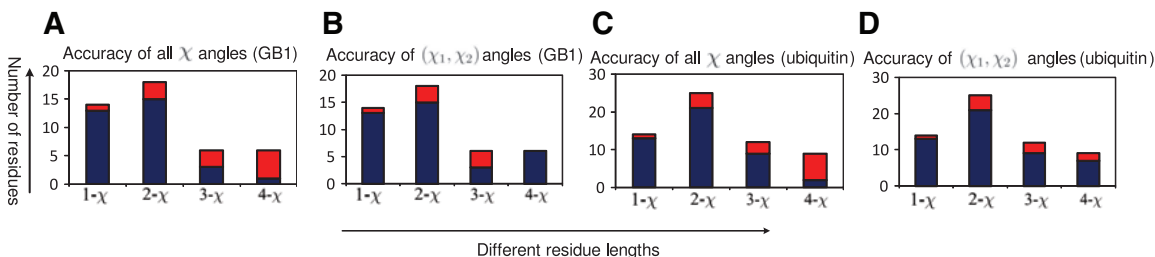 A
B
C
D
Accuracy of all χ angles (GB1)
Accuracy of (χ1, χ2) angles (GB1)
Accuracy of all χ angles (ubiquitin)
Accuracy of (χ1, χ2) angles (ubiquitin)
Number of residues
20
15
10
5
0
1-χ 2-χ 3-χ 4-χ
20
15
10
5
0
1-χ 2-χ 3-χ 4-χ
30
20
10
0
1-χ 2-χ 3-χ 4-χ
30
20
10
0
1-χ 2-χ 3-χ 4-χ
Different residue lengths